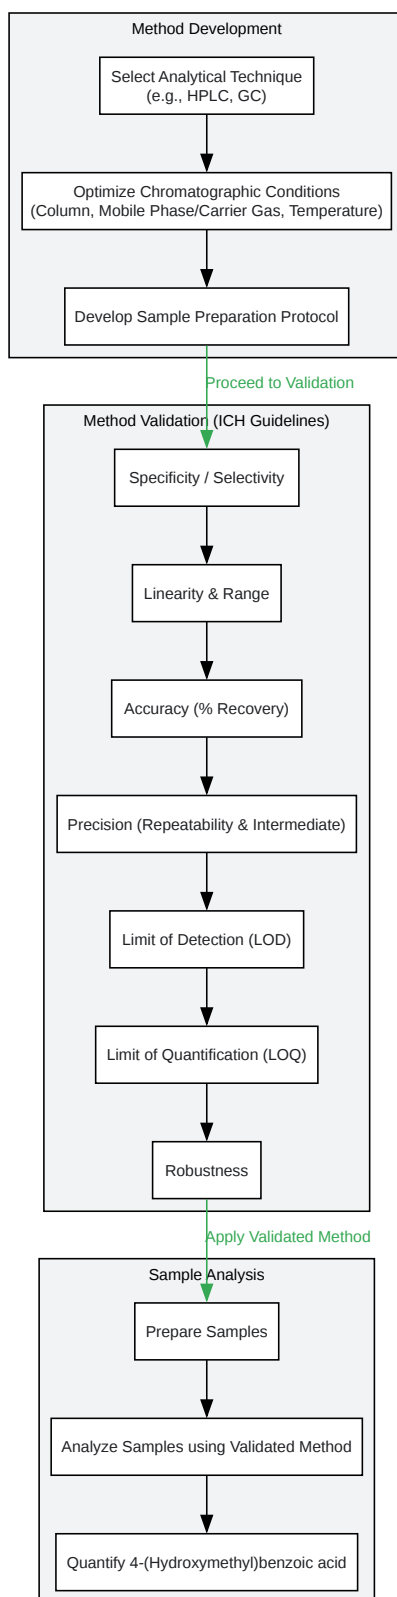 Method Development
Select Analytical Technique
(e.g., HPLC, GC)
Optimize Chromatographic Conditions
(Column, Mobile Phase/Carrier Gas, Temperature)
Develop Sample Preparation Protocol
Proceed to Validation
Method Validation (ICH Guidelines)
Specificity / Selectivity
Linearity & Range
Accuracy (% Recovery)
Precision (Repeatability & Intermediate)
Limit of Detection (LOD)
Limit of Quantification (LOQ)
Robustness
Apply Validated Method
Sample Analysis
Prepare Samples
Analyze Samples using Validated Method
Quantify 4-(Hydroxymethyl)benzoic acid